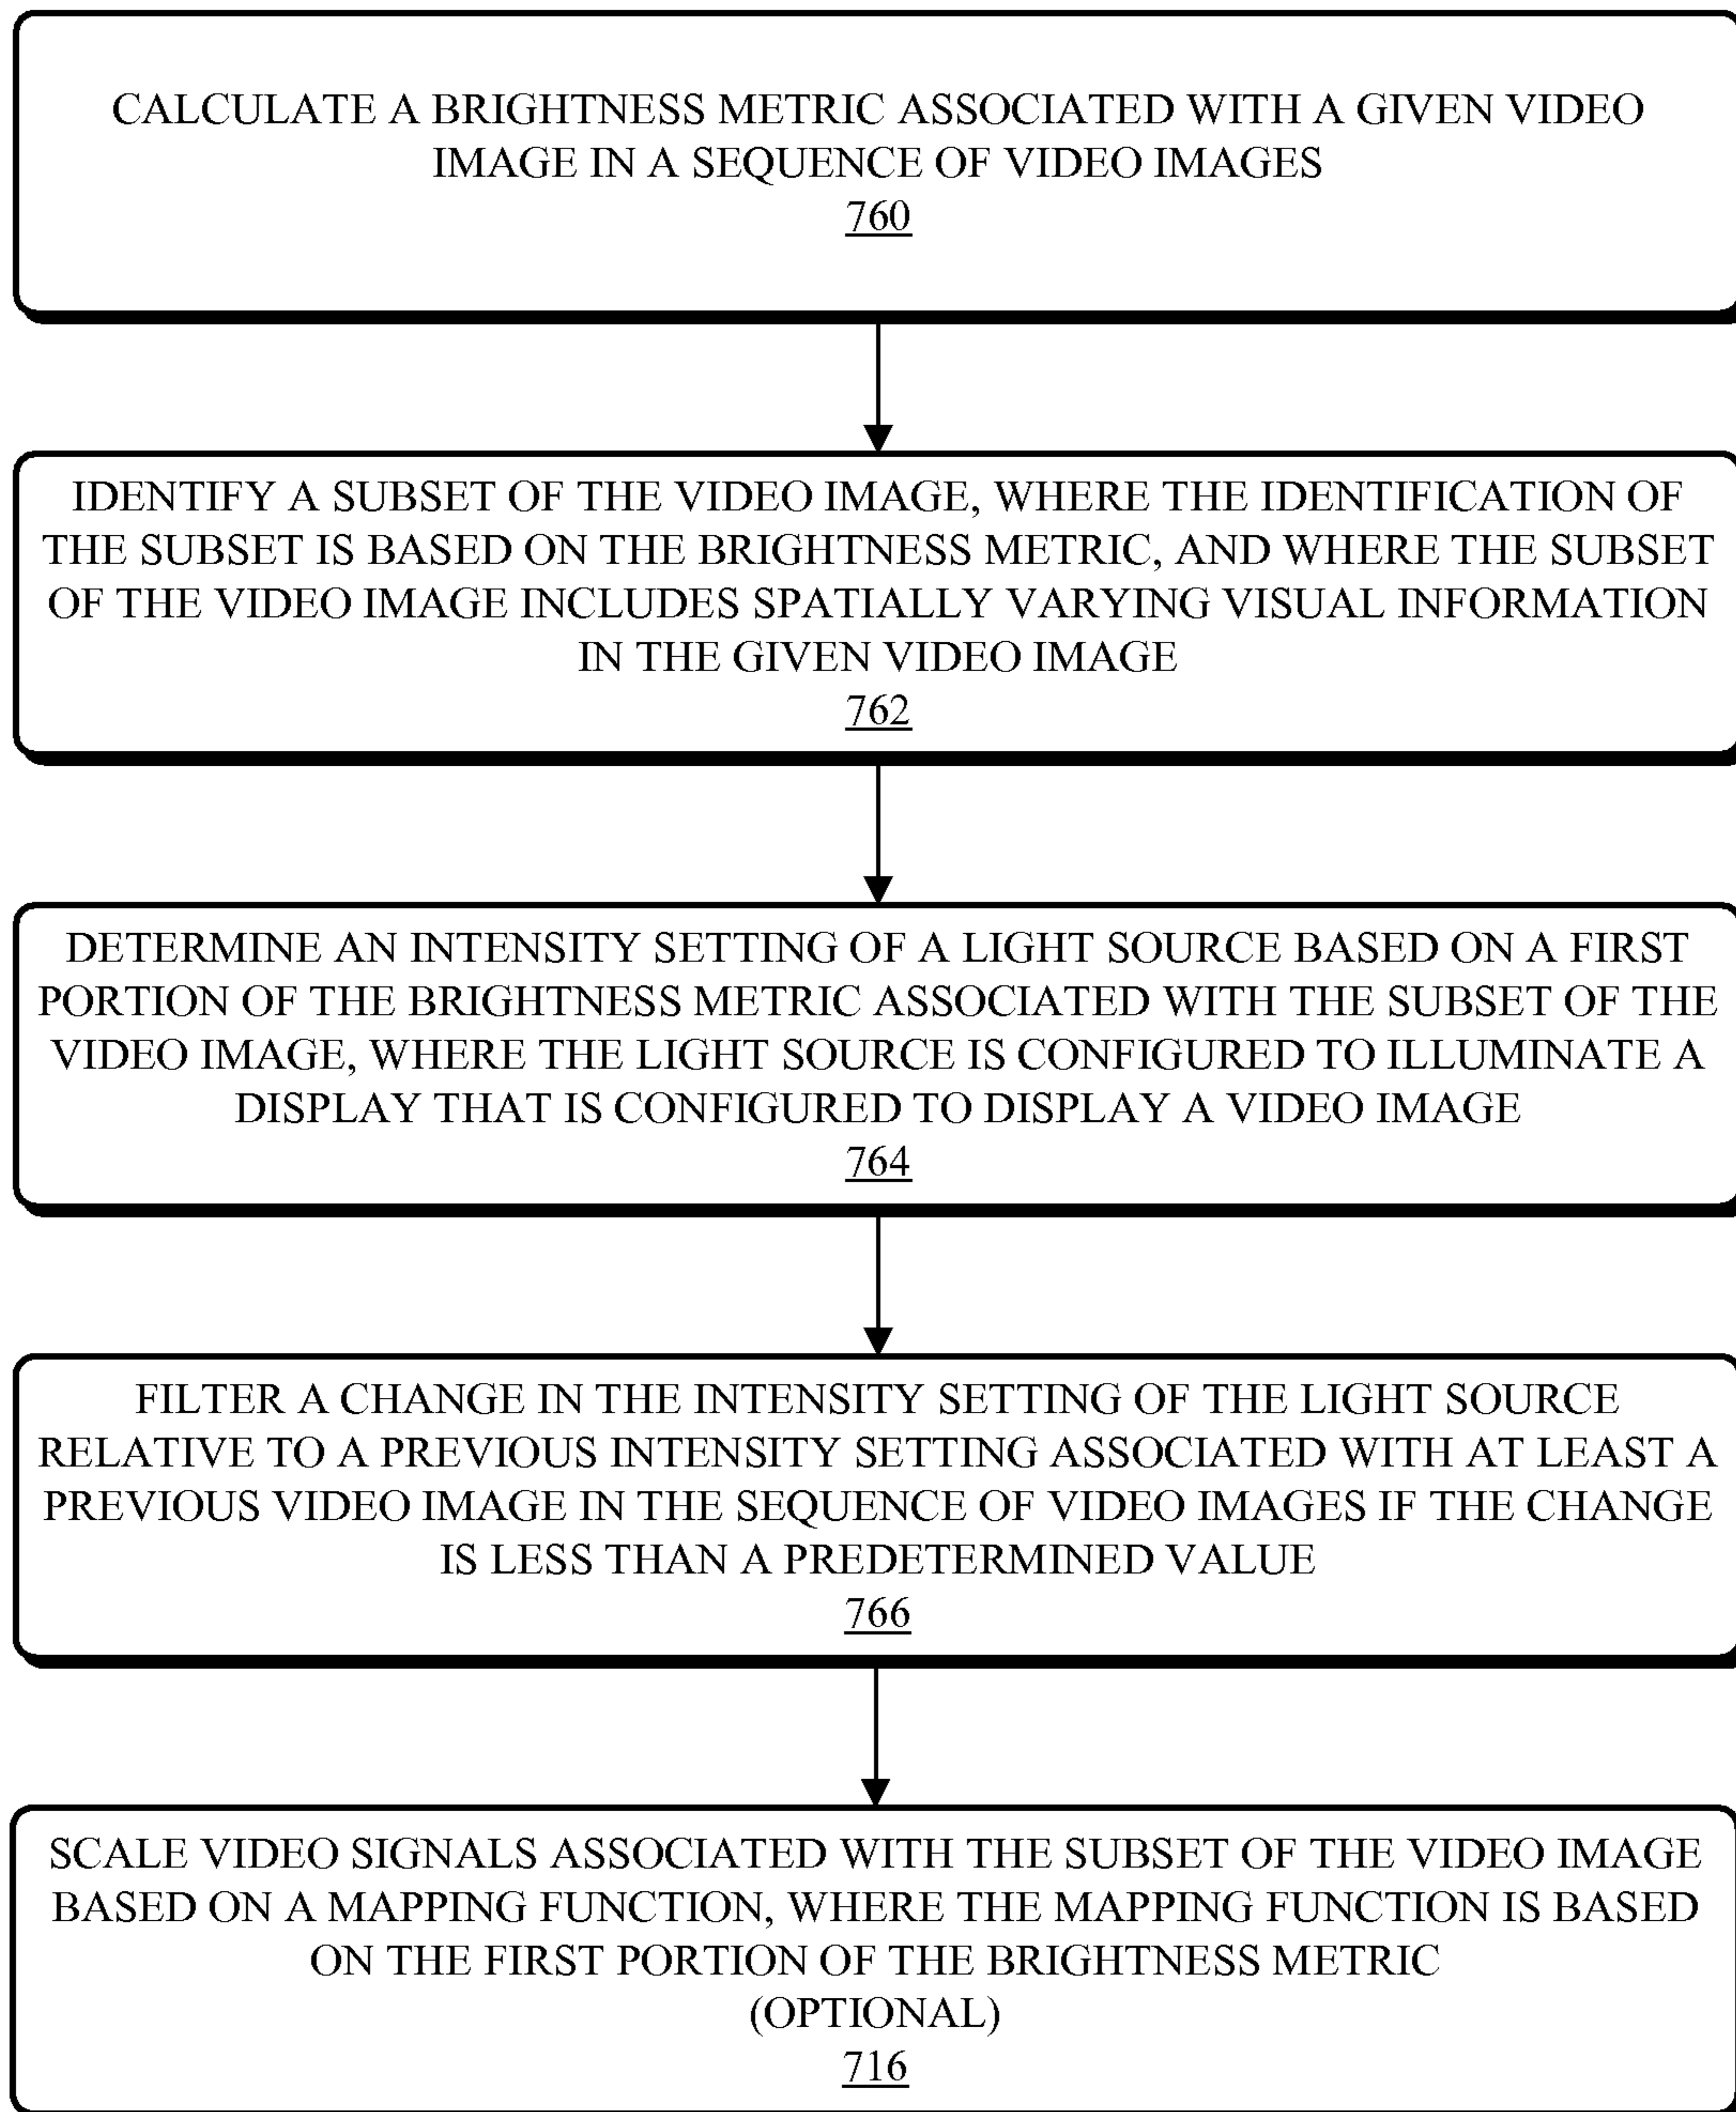 CALCULATE A BRIGHTNESS METRIC ASSOCIATED WITH A GIVEN VIDEO
IMAGE IN A SEQUENCE OF VIDEO IMAGES
760
IDENTIFY A SUBSET OF THE VIDEO IMAGE, WHERE THE IDENTIFICATION OF
THE SUBSET IS BASED ON THE BRIGHTNESS METRIC, AND WHERE THE SUBSET
OF THE VIDEO IMAGE INCLUDES SPATIALLY VARYING VISUAL INFORMATION
IN THE GIVEN VIDEO IMAGE
762
DETERMINE AN INTENSITY SETTING OF A LIGHT SOURCE BASED ON A FIRST
PORTION OF THE BRIGHTNESS METRIC ASSOCIATED WITH THE SUBSET OF THE
VIDEO IMAGE, WHERE THE LIGHT SOURCE IS CONFIGURED TO ILLUMINATE A
DISPLAY THAT IS CONFIGURED TO DISPLAY A VIDEO IMAGE
764
FILTER A CHANGE IN THE INTENSITY SETTING OF THE LIGHT SOURCE
RELATIVE TO A PREVIOUS INTENSITY SETTING ASSOCIATED WITH AT LEAST A
PREVIOUS VIDEO IMAGE IN THE SEQUENCE OF VIDEO IMAGES IF THE CHANGE
IS LESS THAN A PREDETERMINED VALUE
766
SCALE VIDEO SIGNALS ASSOCIATED WITH THE SUBSET OF THE VIDEO IMAGE
BASED ON A MAPPING FUNCTION, WHERE THE MAPPING FUNCTION IS BASED
ON THE FIRST PORTION OF THE BRIGHTNESS METRIC
(OPTIONAL)
716